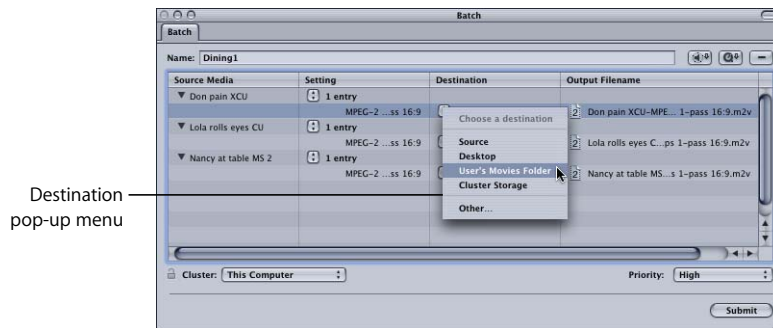 Batch
Batch
Name: Dining1
Source Media Setting Destination Output Filename
Don pain XCU 1 entry
MPEG-2 ...ss 16:9 2 Don pain XCU-MPE... 1-pass 16:9.m2v
Choose a destination
Lola rolls eyes CU 1 entry
MPEG-2 ...ss 16:9 2 Lola rolls eyes C...ps 1-pass 16:9.m2v
Source
Desktop
Nancy at table MS 2 1 entry
MPEG-2 ...ss 16:9 2 Nancy at table MS...s 1-pass 16:9.m2v
User's Movies Folder
Cluster Storage
Other...
Destination
pop-up menu
Cluster: This Computer Priority: High
Submit